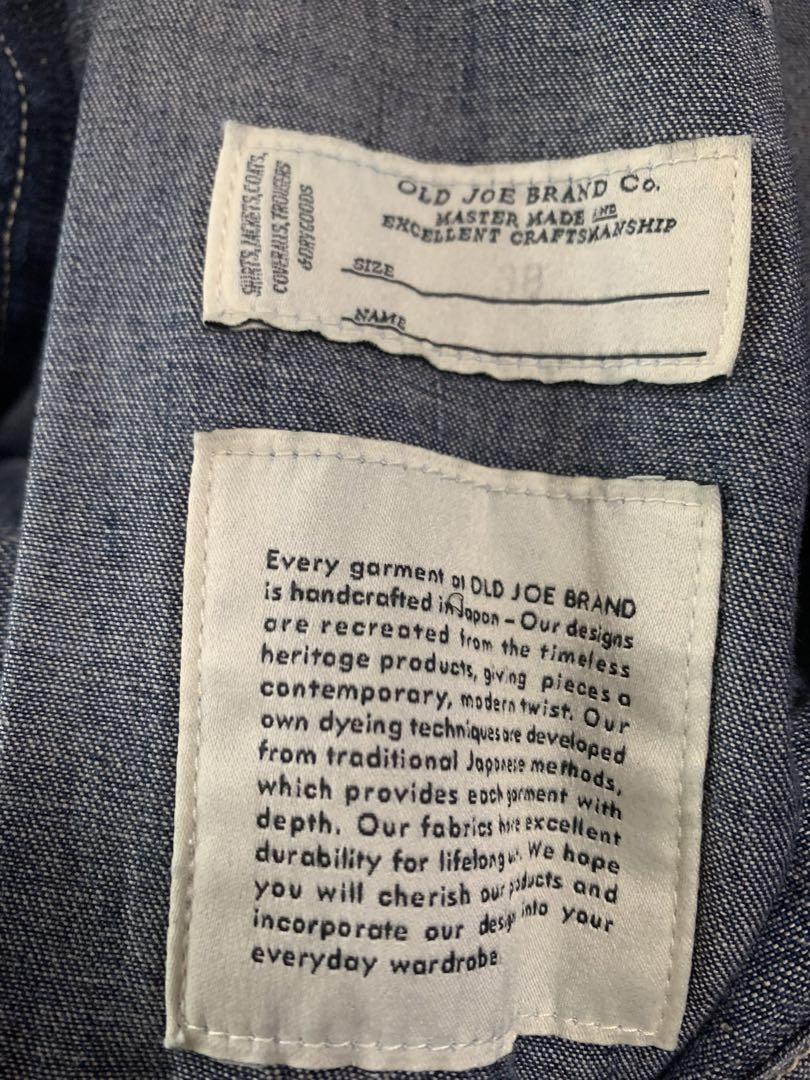 SHIRTS, JACKETS, COATS,
COVERALLS, TROUSERS
& DRY GOODS
OLD JOE BRAND Co.
MASTER MADE AND
EXCELLENT CRAFTSMANSHIP
SIZE
NAME
Every garment of OLD JOE BRAND
is handcrafted in Japan – Our designs
are recreated from the timeless
heritage products, giving pieces a
contemporary, modern twist. Our
own dyeing techniques are developed
from traditional Japanese methods,
which provides each garment with
depth. Our fabrics have excellent
durability for lifelong use. We hope
you will cherish our products and
incorporate our design into your
everyday wardrobe